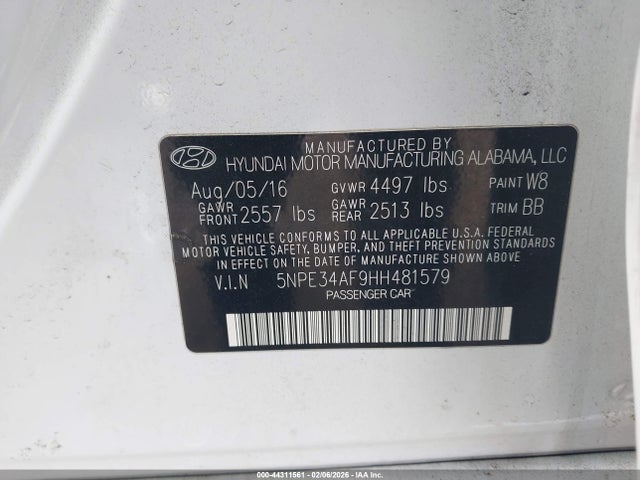 MANUFACTURED BY
HYUNDAI MOTOR MANUFACTURING ALABAMA, LLC
Aug/05/16 GVWR 4497 lbs PAINT W8
GAWR FRONT 2557 lbs GAWR REAR 2513 lbs TRIM BB
THIS VEHICLE CONFORMS TO ALL APPLICABLE U.S.A. FEDERAL
MOTOR VEHICLE SAFETY, BUMPER, AND THEFT PREVENTION
STANDARDS IN EFFECT ON THE DATE OF MANUFACTURE SHOWN
ABOVE.
V.I.N 5NPE34AF9HH481579
PASSENGER CAR
000-44311561 - 02/06/2026 - IAA Inc.